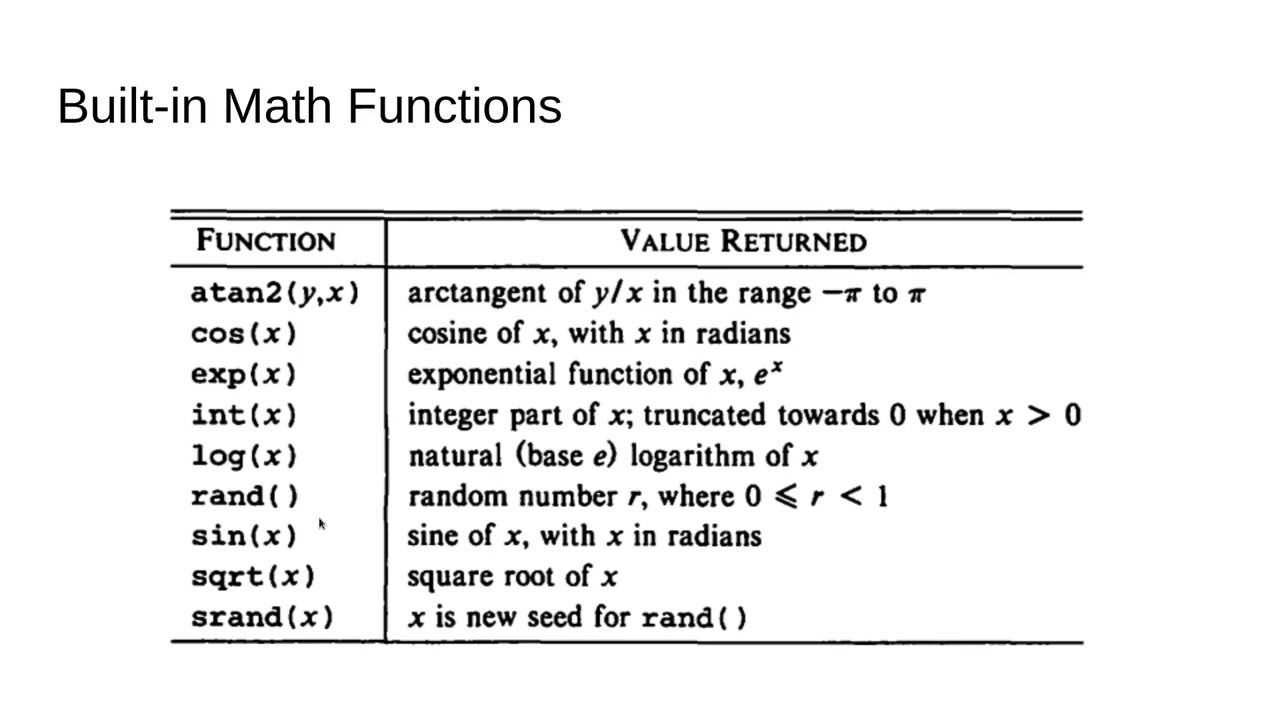 Built-in Math Functions
FUNCTION VALUE RETURNED
atan2(y,x) arctangent of y/x in the range −π to π
cos(x) cosine of x, with x in radians
exp(x) exponential function of x, eˣ
int(x) integer part of x; truncated towards 0 when x > 0
log(x) natural (base e) logarithm of x
rand() random number r, where 0 ⩽ r < 1
sin(x) sine of x, with x in radians
sqrt(x) square root of x
srand(x) x is new seed for rand()